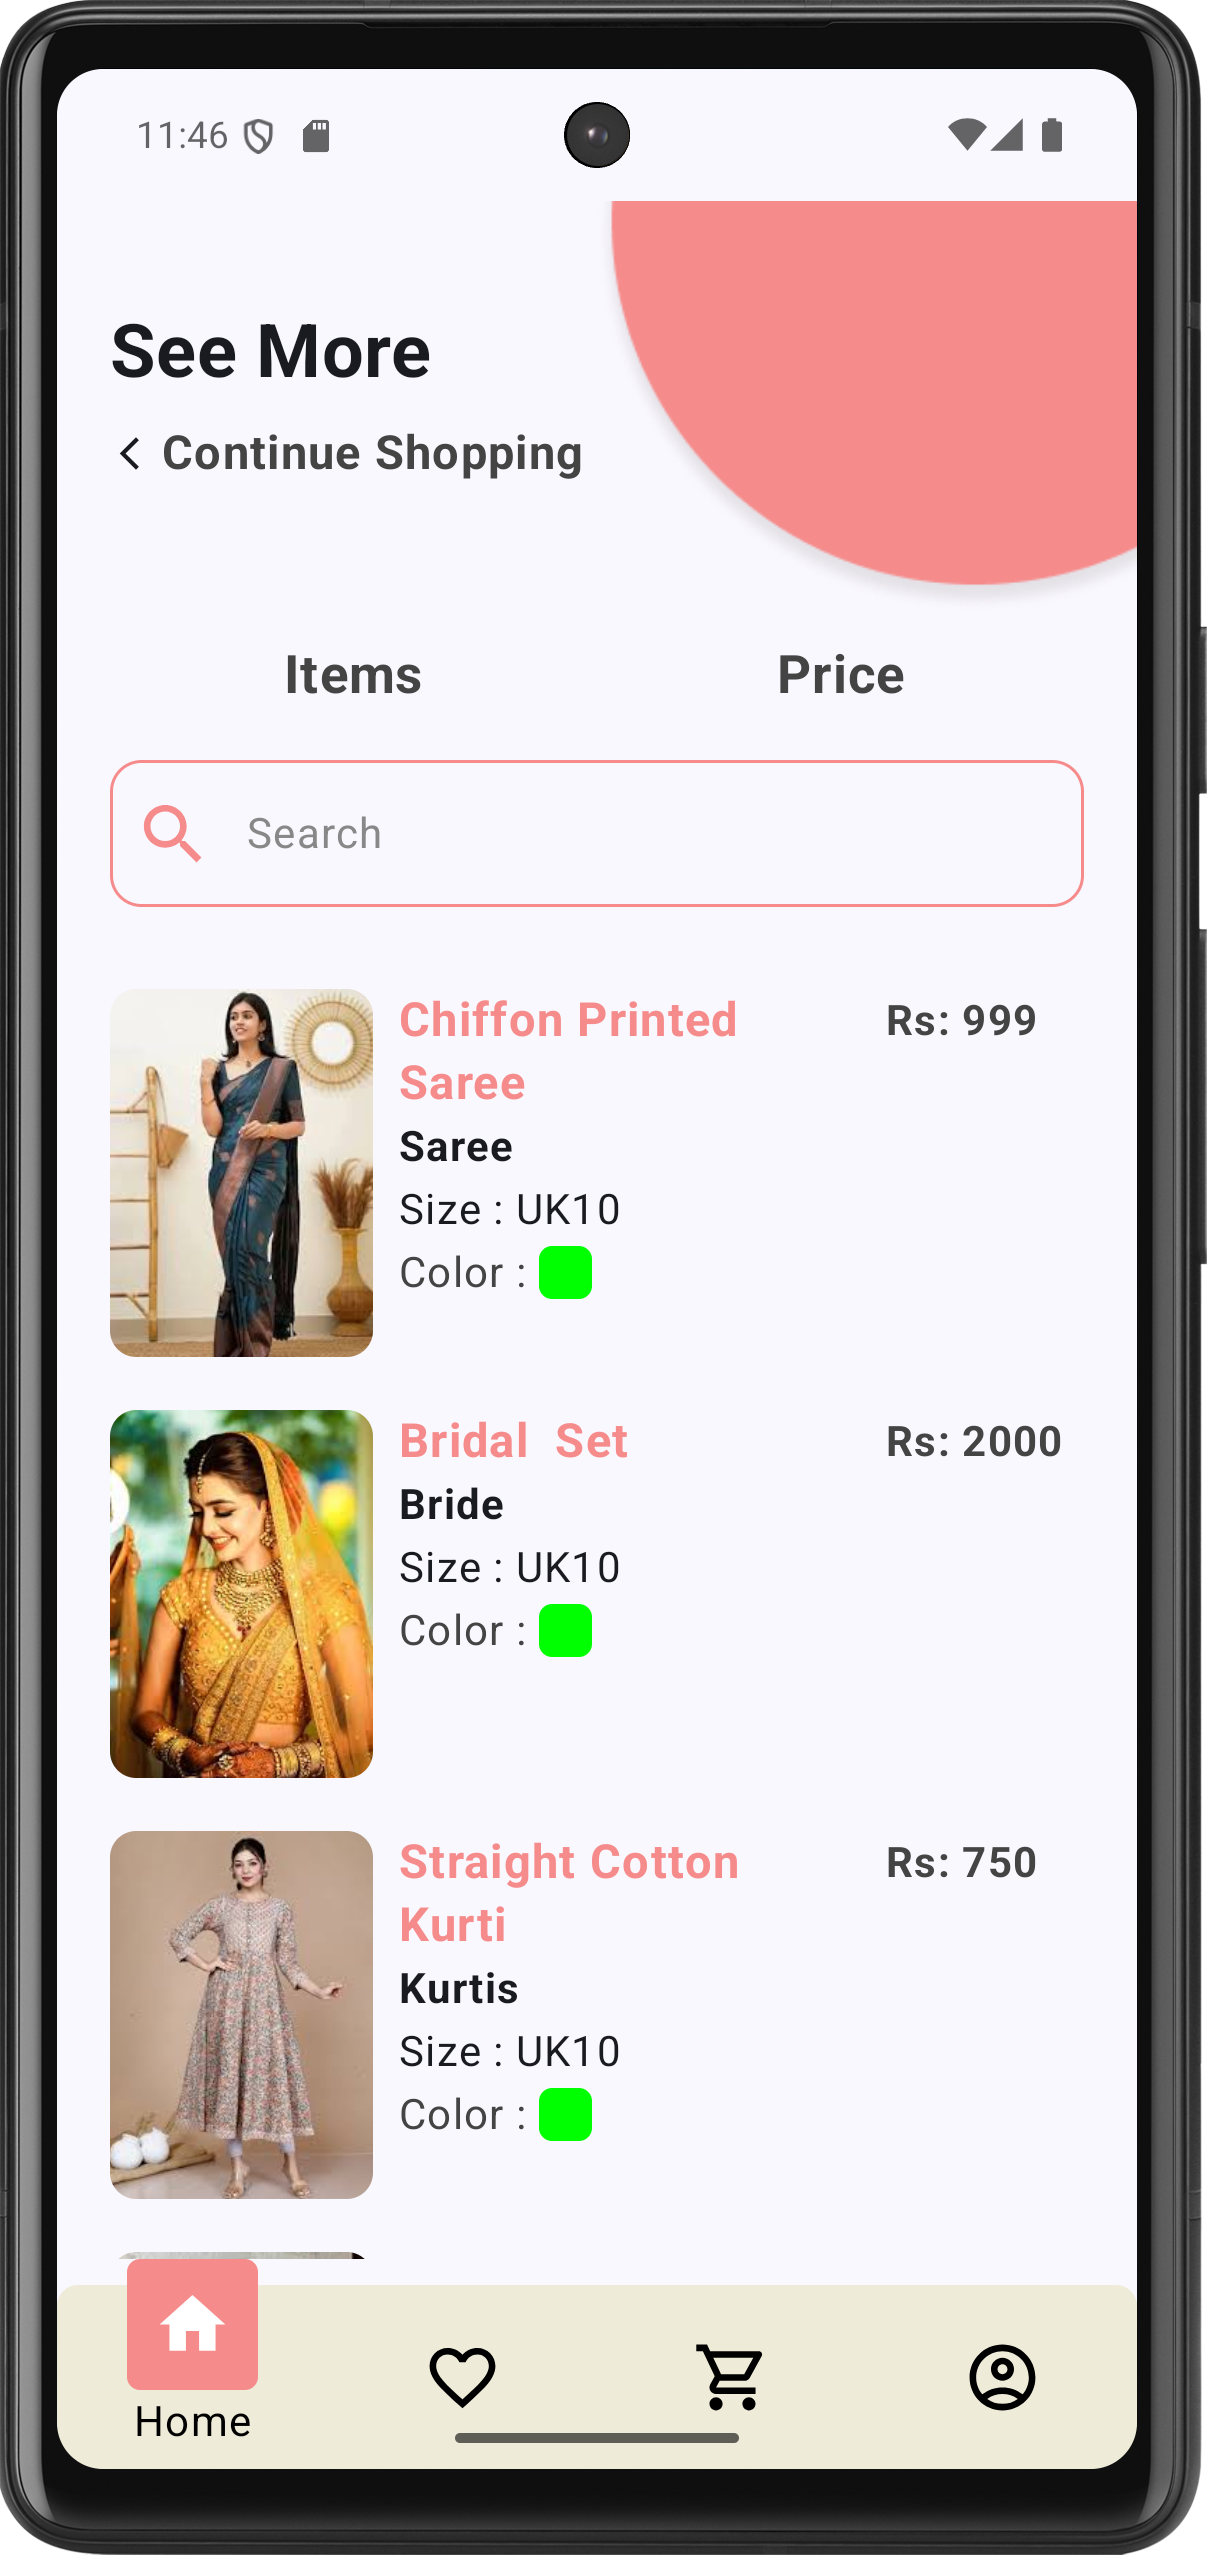 11:46
See More
Continue Shopping
Items Price
Search
Chiffon Printed Rs: 999
Saree
Saree
Size : UK10
Color :
Bridal  Set Rs: 2000
Bride
Size : UK10
Color :
Straight Cotton Rs: 750
Kurti
Kurtis
Size : UK10
Color :
Home